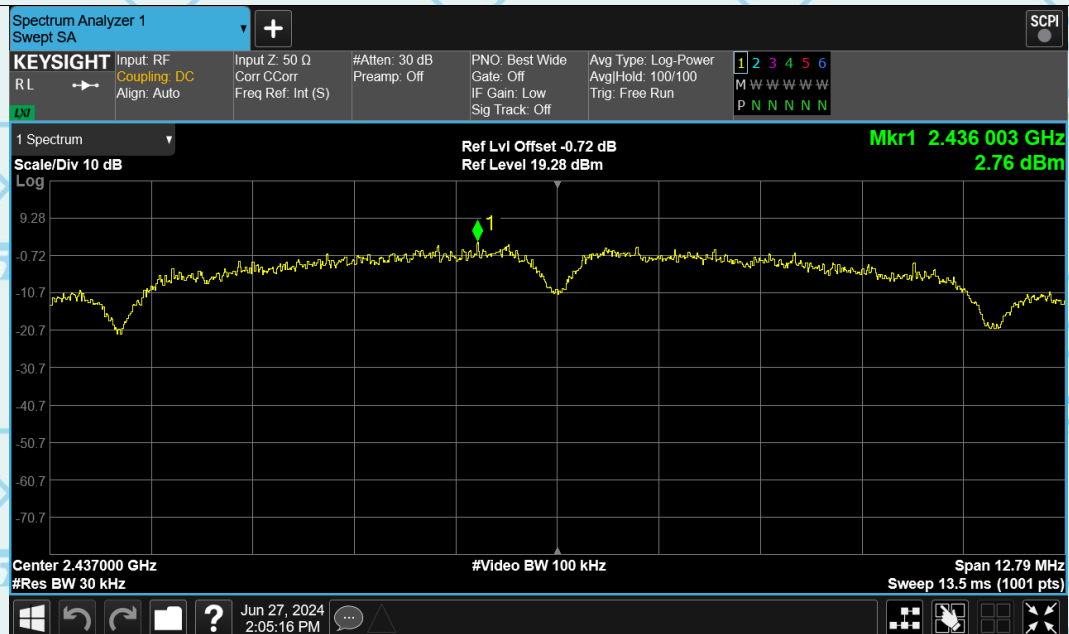 Spectrum Analyzer 1
Swept SA
+
SCPI
KEYSIGHT
R L
LXI
Input: RF
Coupling: DC
Align: Auto
Input Z: 50 Ω
Corr CCorr
Freq Ref: Int (S)
#Atten: 30 dB
Preamp: Off
PNO: Best Wide
Gate: Off
IF Gain: Low
Sig Track: Off
Avg Type: Log-Power
Avg|Hold: 100/100
Trig: Free Run
1 2 3 4 5 6
M W W W W W
P N N N N N
1 Spectrum
Scale/Div 10 dB
Ref Lvl Offset -0.72 dB
Ref Level 19.28 dBm
Mkr1 2.436 003 GHz
2.76 dBm
Log
9.28
-0.72
-10.7
-20.7
-30.7
-40.7
-50.7
-60.7
-70.7
1
Center 2.437000 GHz
#Res BW 30 kHz
#Video BW 100 kHz
Span 12.79 MHz
Sweep 13.5 ms (1001 pts)
?
Jun 27, 2024
2:05:16 PM